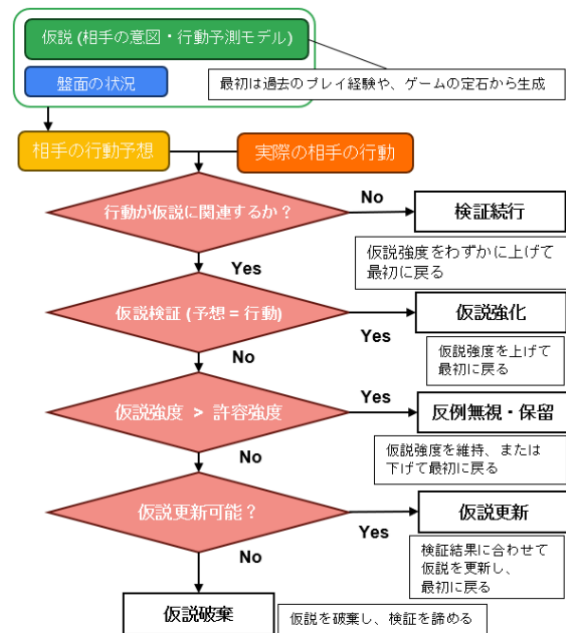 仮説 (相手の意図・行動予測モデル)
盤面の状況
最初は過去のプレイ経験や、ゲームの定石から生成
相手の行動予想
実際の相手の行動
行動が仮説に関連するか？
No
検証続行
仮説強度をわずかに上げて
最初に戻る
Yes
仮説検証 (予想 = 行動)
Yes
仮説強化
仮説強度を上げて
最初に戻る
No
仮説強度 > 許容強度
Yes
反例無視・保留
仮説強度を維持、または
下げて最初に戻る
No
仮説更新可能？
Yes
仮説更新
検証結果に合わせて
仮説を更新し、
最初に戻る
No
仮説破棄
仮説を破棄し、検証を諦める